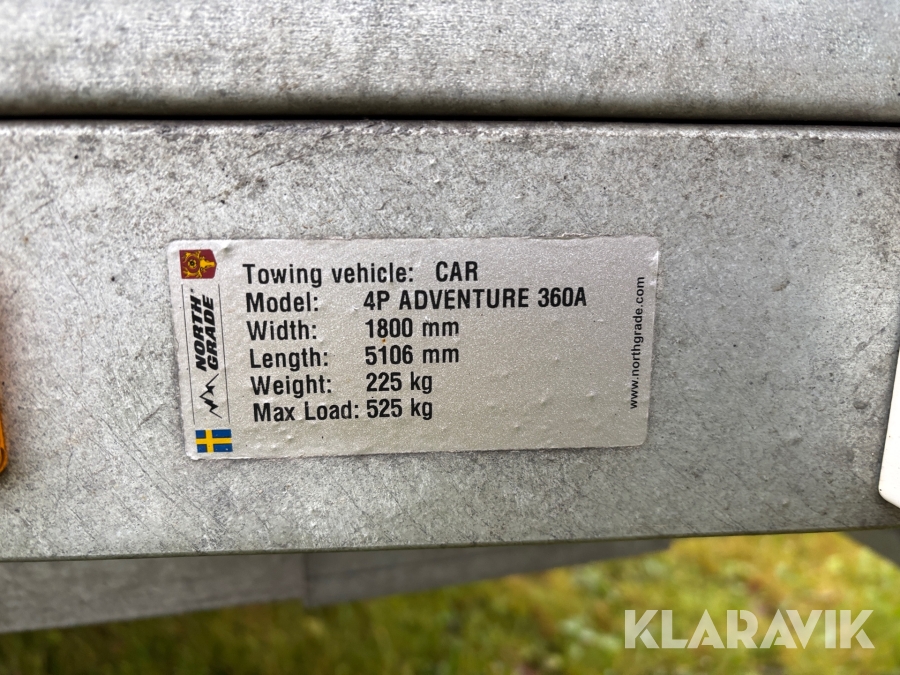 Towing vehicle: CAR
Model: 4P ADVENTURE 360A
Width: 1800 mm
Length: 5106 mm
Weight: 225 kg
Max Load: 525 kg
NORTH
GRADE
www.northgrade.com
KLARAVIK